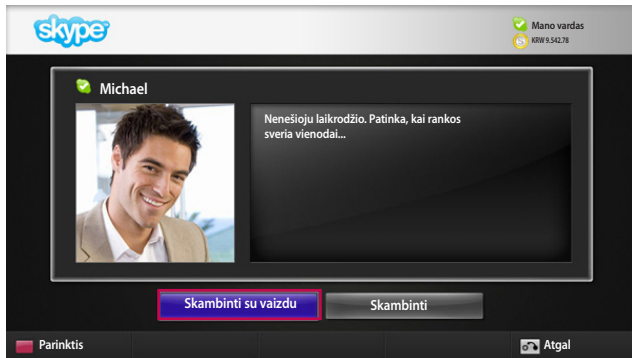 skype
Mano vardas
KRW 9.542.78
Michael
Nenešioju laikrodžio. Patinka, kai rankos
sveria vienodai...
Skambinti su vaizdu
Skambinti
Parinktis
Atgal